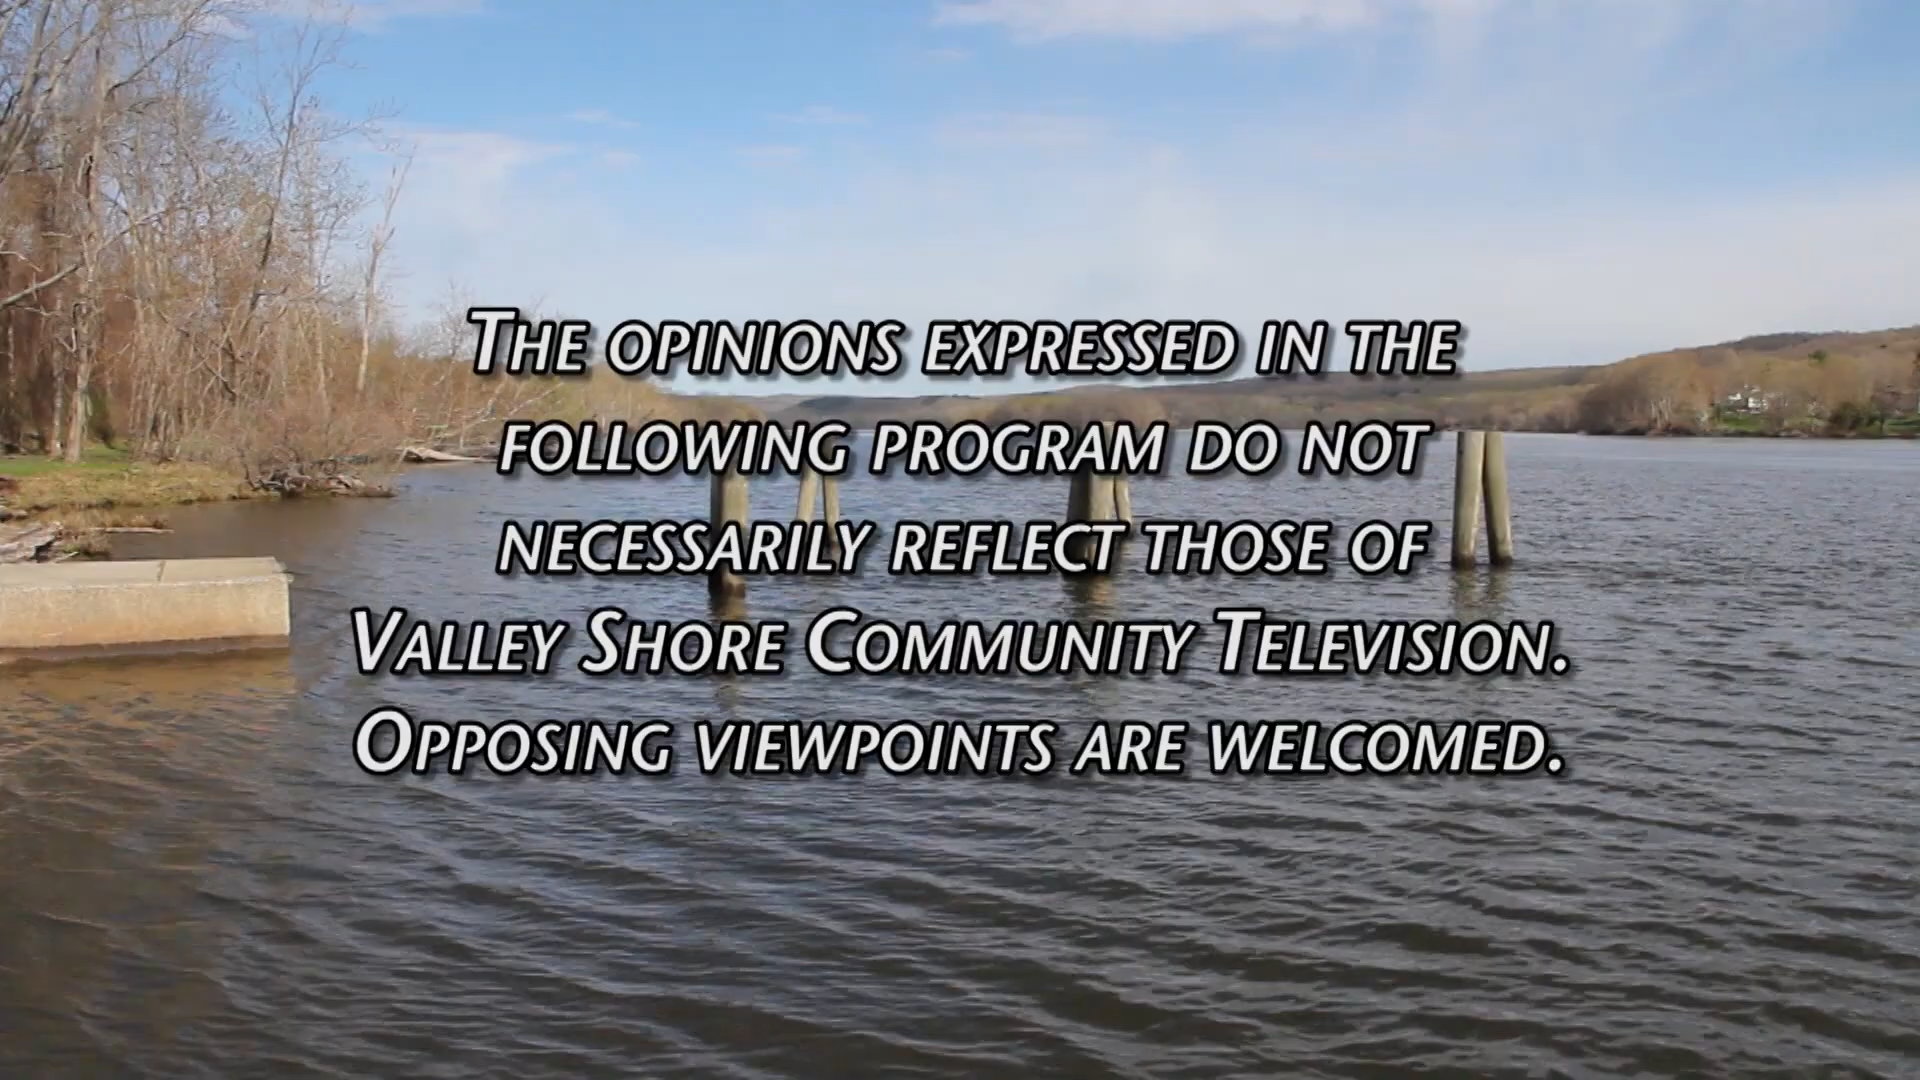 The opinions expressed in the
following program do not
necessarily reflect those of
Valley Shore Community Television.
Opposing viewpoints are welcomed.